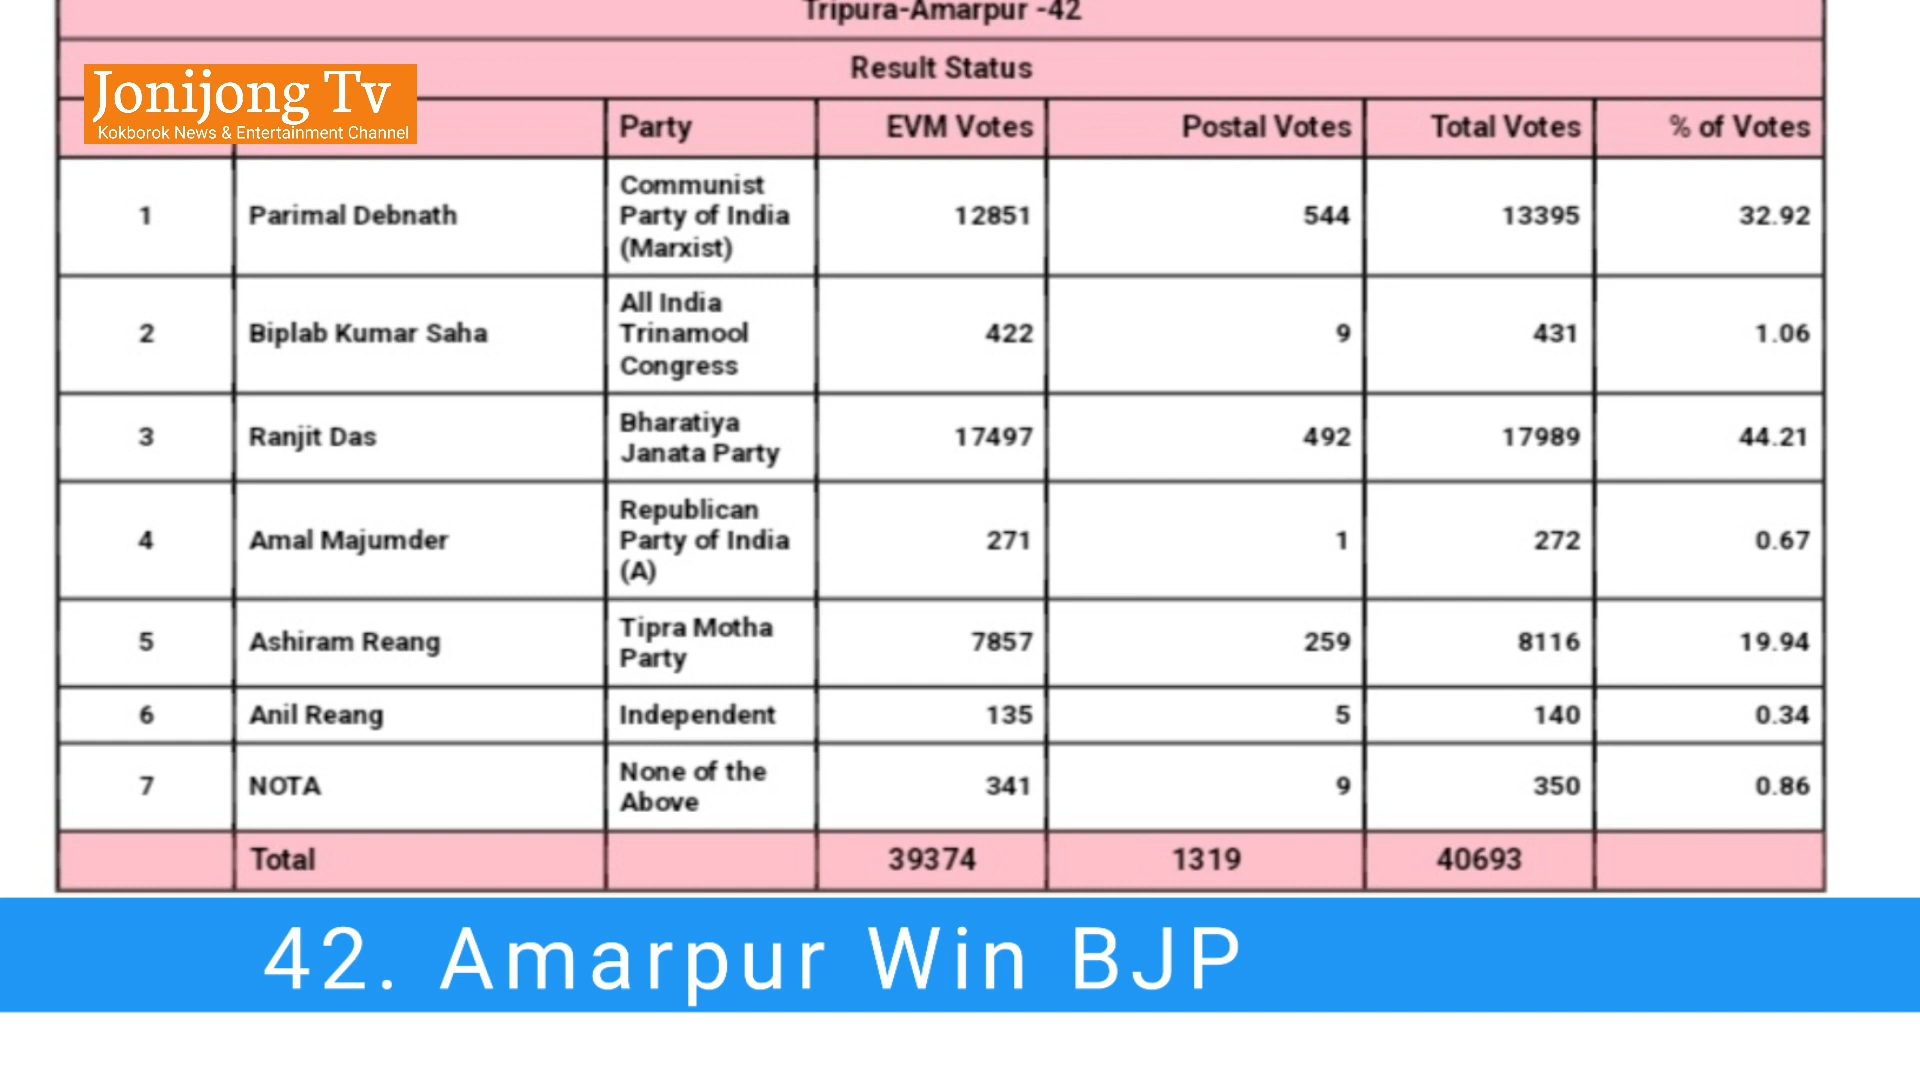 Tripura-Amarpur -42
Result Status
Jonijong Tv
Kokborok News & Entertainment Channel
Party EVM Votes Postal Votes Total Votes % of Votes
1 Parimal Debnath Communist Party of India (Marxist) 12851 544 13395 32.92
2 Biplab Kumar Saha All India Trinamool Congress 422 9 431 1.06
3 Ranjit Das Bharatiya Janata Party 17497 492 17989 44.21
4 Amal Majumder Republican Party of India (A) 271 1 272 0.67
5 Ashiram Reang Tipra Motha Party 7857 259 8116 19.94
6 Anil Reang Independent 135 5 140 0.34
7 NOTA None of the Above 341 9 350 0.86
Total 39374 1319 40693
42. Amarpur Win BJP